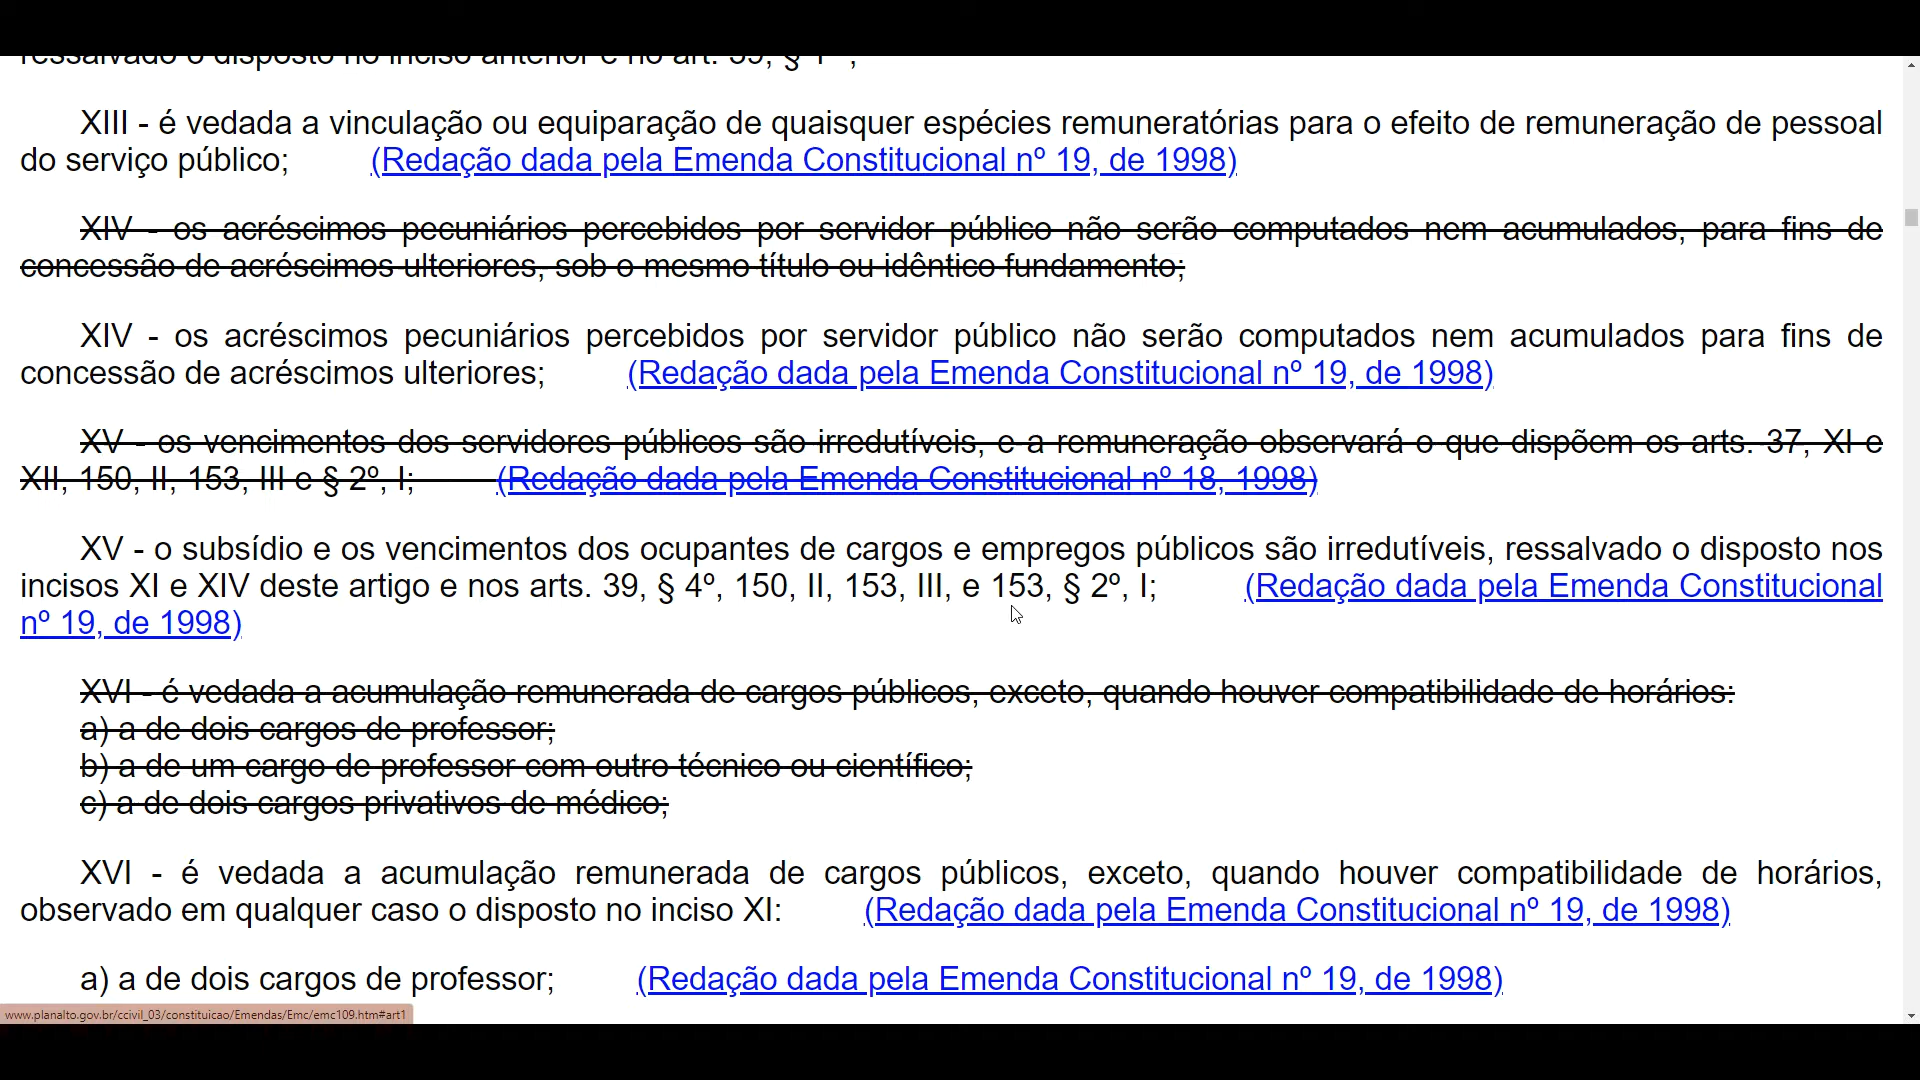 ressalvado o disposto no inciso anterior e no art. 39, § 1º ;
XIII - é vedada a vinculação ou equiparação de quaisquer espécies remuneratórias para o efeito de remuneração de pessoal
do serviço público; (Redação dada pela Emenda Constitucional nº 19, de 1998)
XIV - os acréscimos pecuniários percebidos por servidor público não serão computados nem acumulados, para fins de
concessão de acréscimos ulteriores, sob o mesmo título ou idêntico fundamento;
XIV - os acréscimos pecuniários percebidos por servidor público não serão computados nem acumulados para fins de
concessão de acréscimos ulteriores; (Redação dada pela Emenda Constitucional nº 19, de 1998)
XV - os vencimentos dos servidores públicos são irredutíveis, e a remuneração observará o que dispõem os arts. 37, XI e
XII, 150, II, 153, III e § 2º, I; (Redação dada pela Emenda Constitucional nº 18, 1998)
XV - o subsídio e os vencimentos dos ocupantes de cargos e empregos públicos são irredutíveis, ressalvado o disposto nos
incisos XI e XIV deste artigo e nos arts. 39, § 4º, 150, II, 153, III, e 153, § 2º, I; (Redação dada pela Emenda Constitucional
nº 19, de 1998)
XVI - é vedada a acumulação remunerada de cargos públicos, exceto, quando houver compatibilidade de horários:
a) a de dois cargos de professor;
b) a de um cargo de professor com outro técnico ou científico;
c) a de dois cargos privativos de médico;
XVI - é vedada a acumulação remunerada de cargos públicos, exceto, quando houver compatibilidade de horários,
observado em qualquer caso o disposto no inciso XI: (Redação dada pela Emenda Constitucional nº 19, de 1998)
a) a de dois cargos de professor; (Redação dada pela Emenda Constitucional nº 19, de 1998)
www.planalto.gov.br/ccivil_03/constituicao/Emendas/Emc/emc109.htm#art1